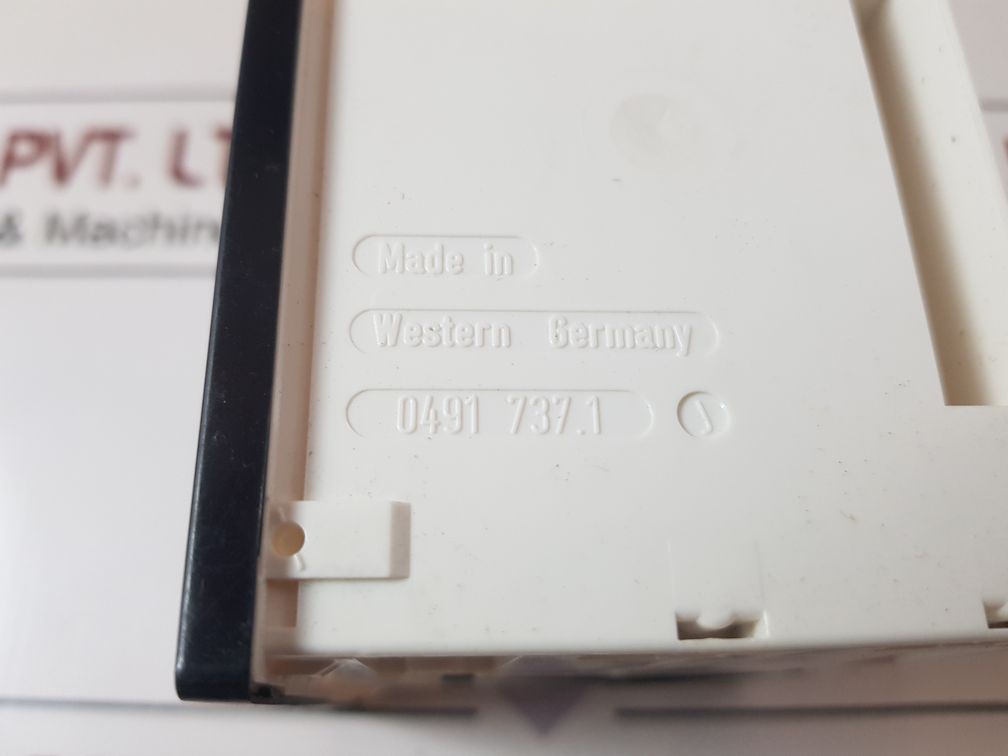 PVT. LT
& Machin
Made in
Western Germany
0491 737.1